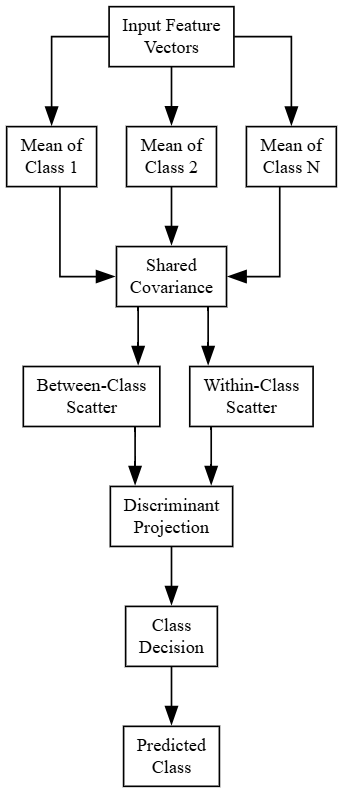 Input Feature
Vectors
Mean of
Class 1
Mean of
Class 2
Mean of
Class N
Shared
Covariance
Between-Class
Scatter
Within-Class
Scatter
Discriminant
Projection
Class
Decision
Predicted
Class